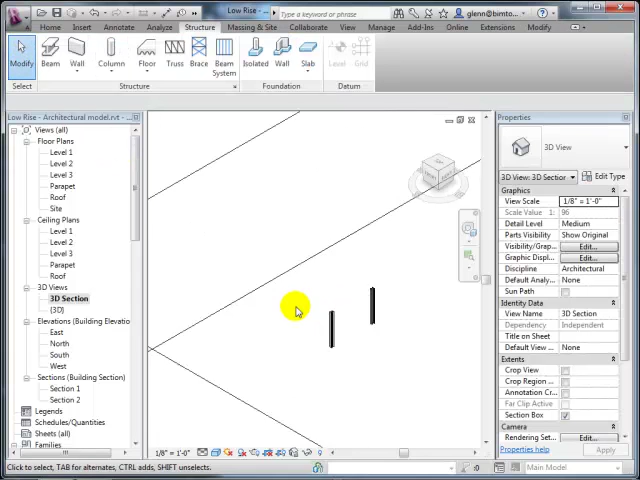 Low Rise -
Type a keyword or phrase
glenn@bimto...
Home
Insert
Annotate
Analyze
Structure
Massing & Site
Collaborate
View
Manage
Add-Ins
Online
Extensions
Modify
Modify
Beam
Wall
Column
Floor
Truss
Brace
Beam
System
Isolated
Wall
Slab
Level
Grid
Select
Structure
Foundation
Datum
Low Rise - Architectural model.rvt -
Views (all)
Floor Plans
Level 1
Level 2
Level 3
Parapet
Roof
Site
Ceiling Plans
Level 1
Level 2
Level 3
Parapet
Roof
3D Views
3D Section
{3D}
Elevations (Building Elevatio
East
North
South
West
Sections (Building Section)
Section 1
Section 2
Legends
Schedules/Quantities
Sheets (all)
Families
1/8" = 1'-0"
Properties
3D View
3D View: 3D Section
Edit Type
Graphics
View Scale 1/8" = 1'-0"
Scale Value 1: 96
Detail Level Medium
Parts Visibility Show Original
Visibility/Grap... Edit...
Graphic Displ... Edit...
Discipline Architectural
Default Analy... None
Sun Path
Identity Data
View Name 3D Section
Dependency Independent
Title on Sheet
Default View... None
Extents
Crop View
Crop Region ...
Annotation Cr...
Far Clip Active
Section Box
Camera
Rendering Set... Edit...
Properties help
Apply
Click to select, TAB for alternates, CTRL adds, SHIFT unselects.
:0
Main Model